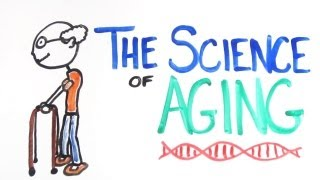 THE SCIENCE
OF
AGING